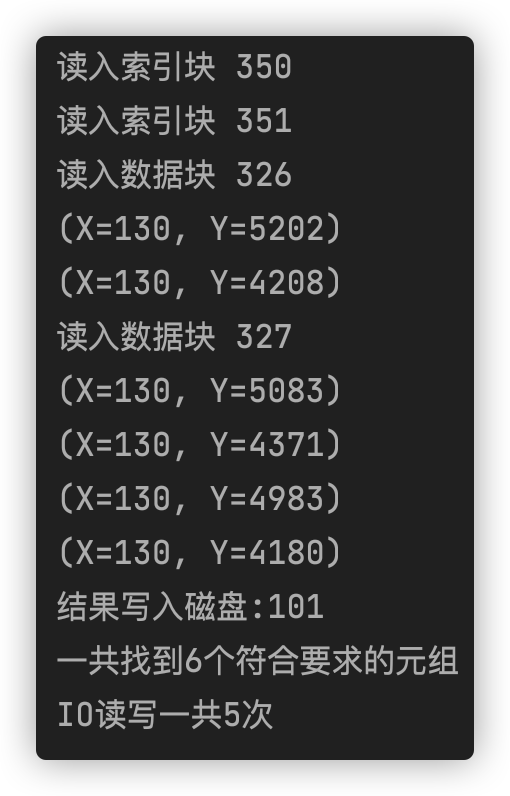 读入索引块 350
读入索引块 351
读入数据块 326
(X=130, Y=5202)
(X=130, Y=4208)
读入数据块 327
(X=130, Y=5083)
(X=130, Y=4371)
(X=130, Y=4983)
(X=130, Y=4180)
结果写入磁盘:101
一共找到6个符合要求的元组
IO读写一共5次